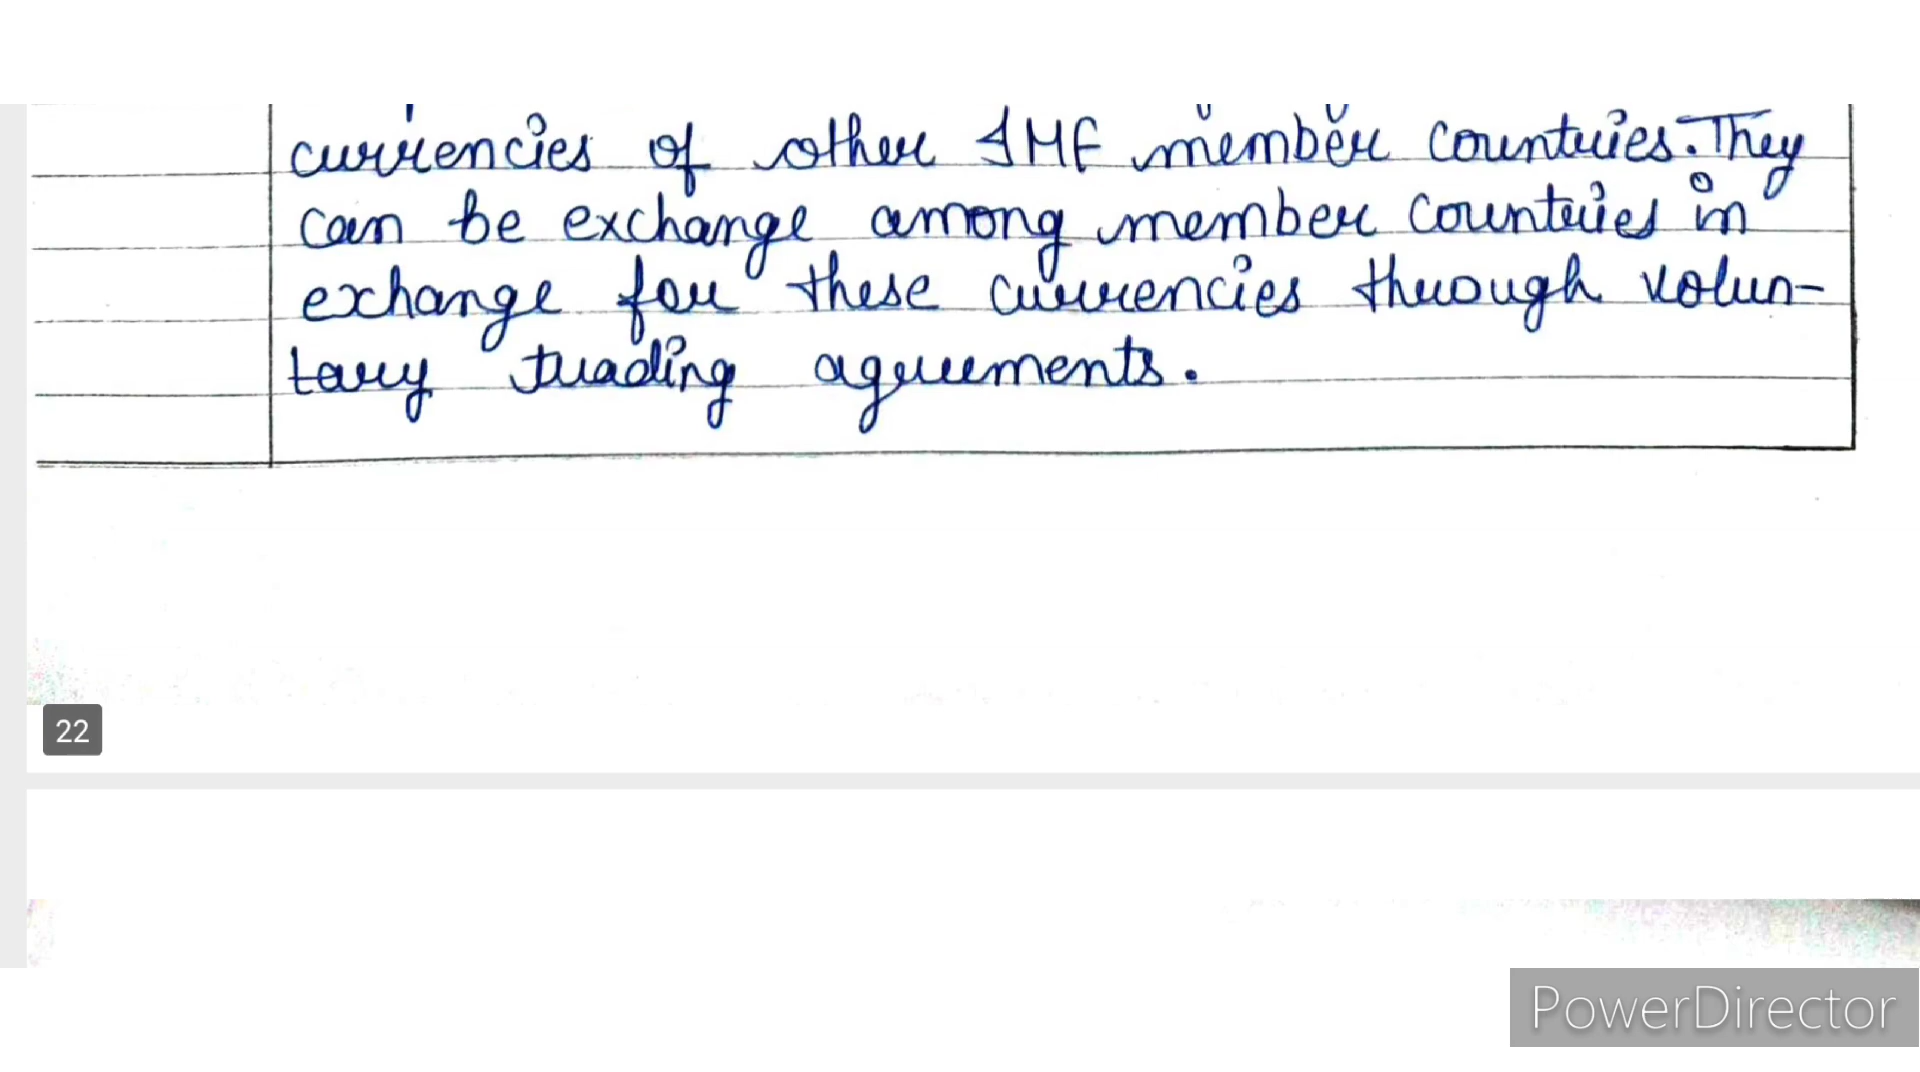 currencies of other IMF member countries. They
can be exchange among member countries in
exchange for these currencies through volun-
tary trading agreements.
22
PowerDirector